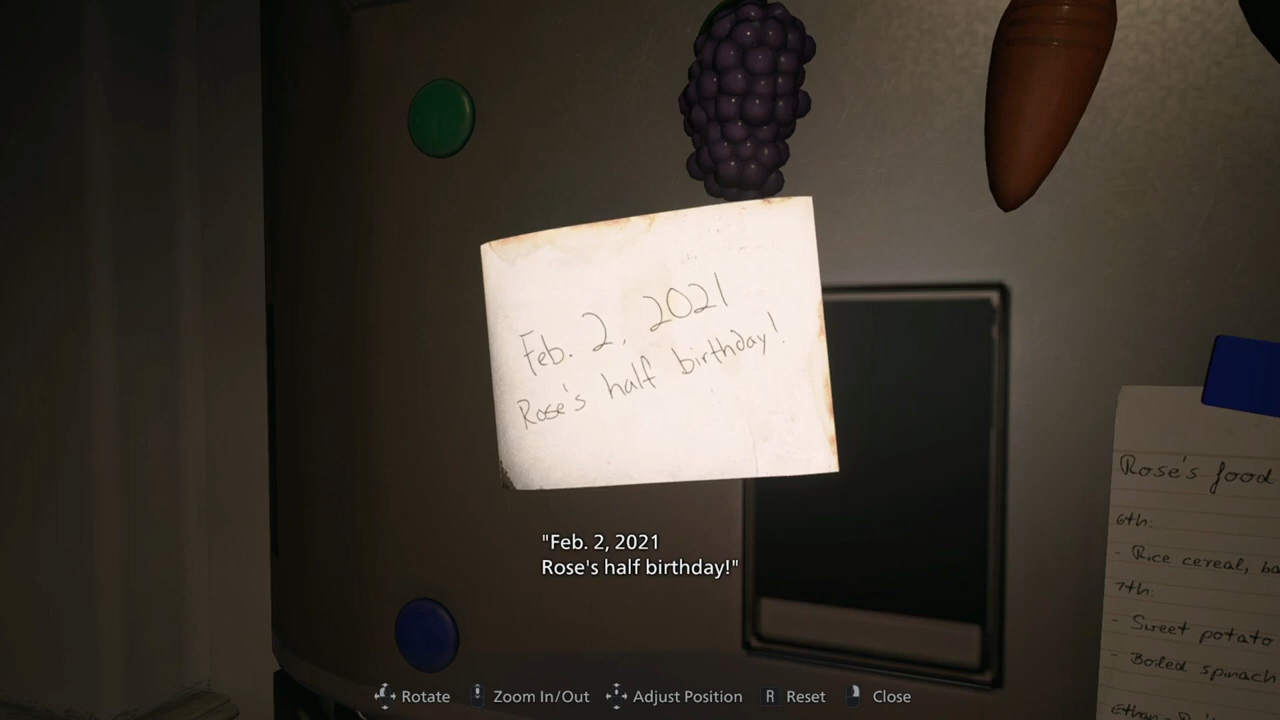 Feb. 2, 2021
Rose's half birthday!
"Feb. 2, 2021
Rose's half birthday!"
Rose's food
6th:
- Rice cereal,
7th:
- Sweet potato
- Boiled spinach
Rotate Zoom In/Out Adjust Position R Reset Close